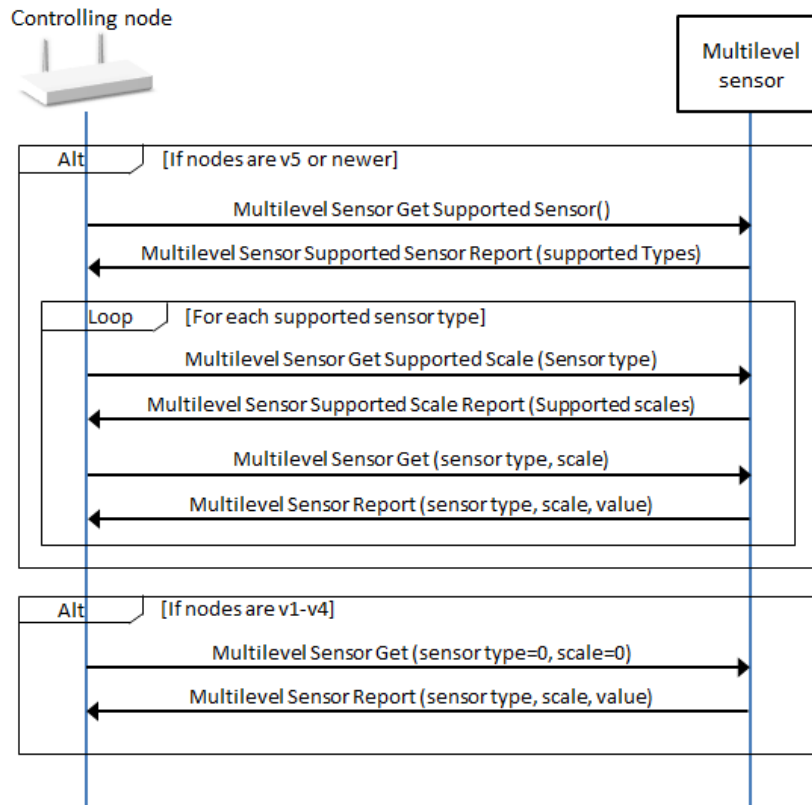 Controlling node
Multilevel
sensor
Alt [If nodes are v5 or newer]
Multilevel Sensor Get Supported Sensor()
Multilevel Sensor Supported Sensor Report (supported Types)
Loop [For each supported sensor type]
Multilevel Sensor Get Supported Scale (Sensor type)
Multilevel Sensor Supported Scale Report (Supported scales)
Multilevel Sensor Get (sensor type, scale)
Multilevel Sensor Report (sensor type, scale, value)
Alt [If nodes are v1-v4]
Multilevel Sensor Get (sensor type=0, scale=0)
Multilevel Sensor Report (sensor type, scale, value)